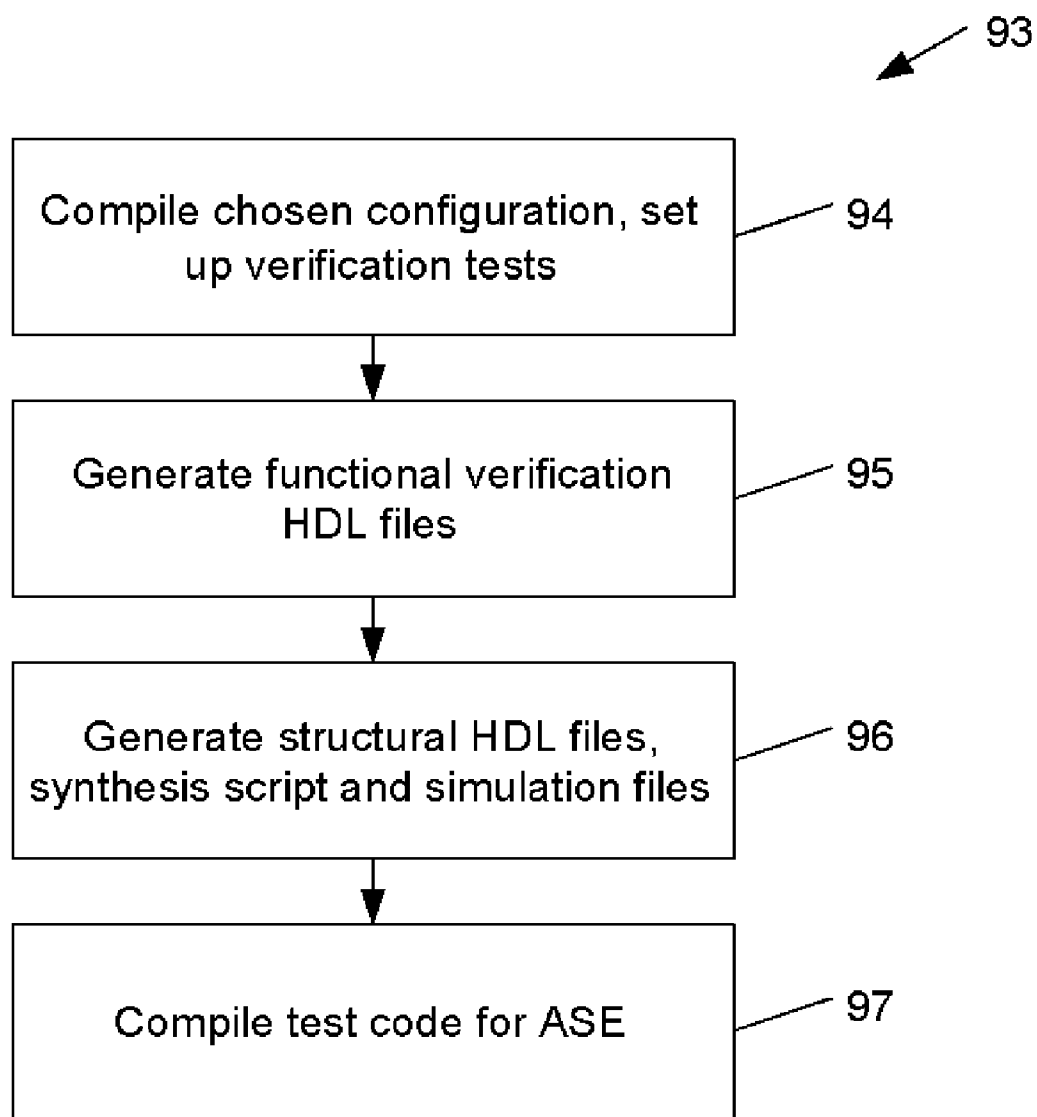 93
Compile chosen configuration, set
up verification tests
94
Generate functional verification
HDL files
95
Generate structural HDL files,
synthesis script and simulation files
96
Compile test code for ASE
97